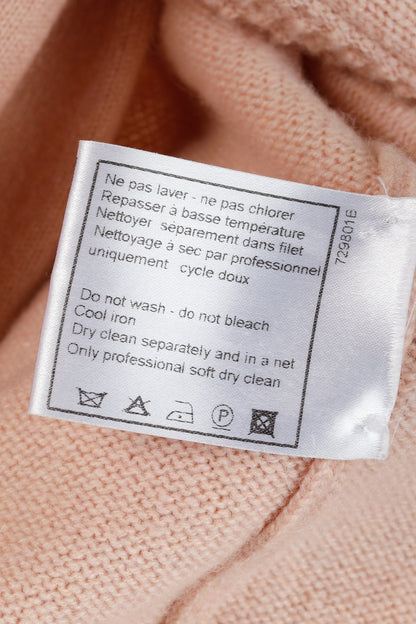 Ne pas laver - ne pas chlorer
Repasser à basse température
Nettoyer séparement dans filet
Nettoyage à sec par professionnel
uniquement cycle doux
Do not wash - do not bleach
Cool iron
Dry clean separately and in a net
Only professional soft dry clean
P
7298016